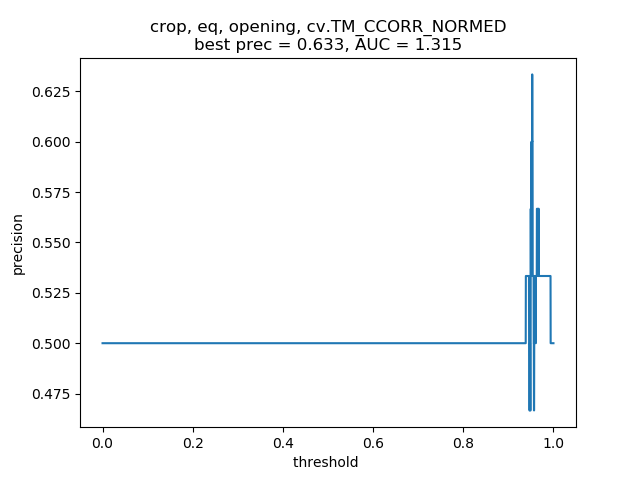 crop, eq, opening, cv.TM_CCORR_NORMED
best prec = 0.633, AUC = 1.315
0.625
0.600
0.575
0.550
0.525
0.500
0.475
precision
0.0 0.2 0.4 0.6 0.8 1.0
threshold